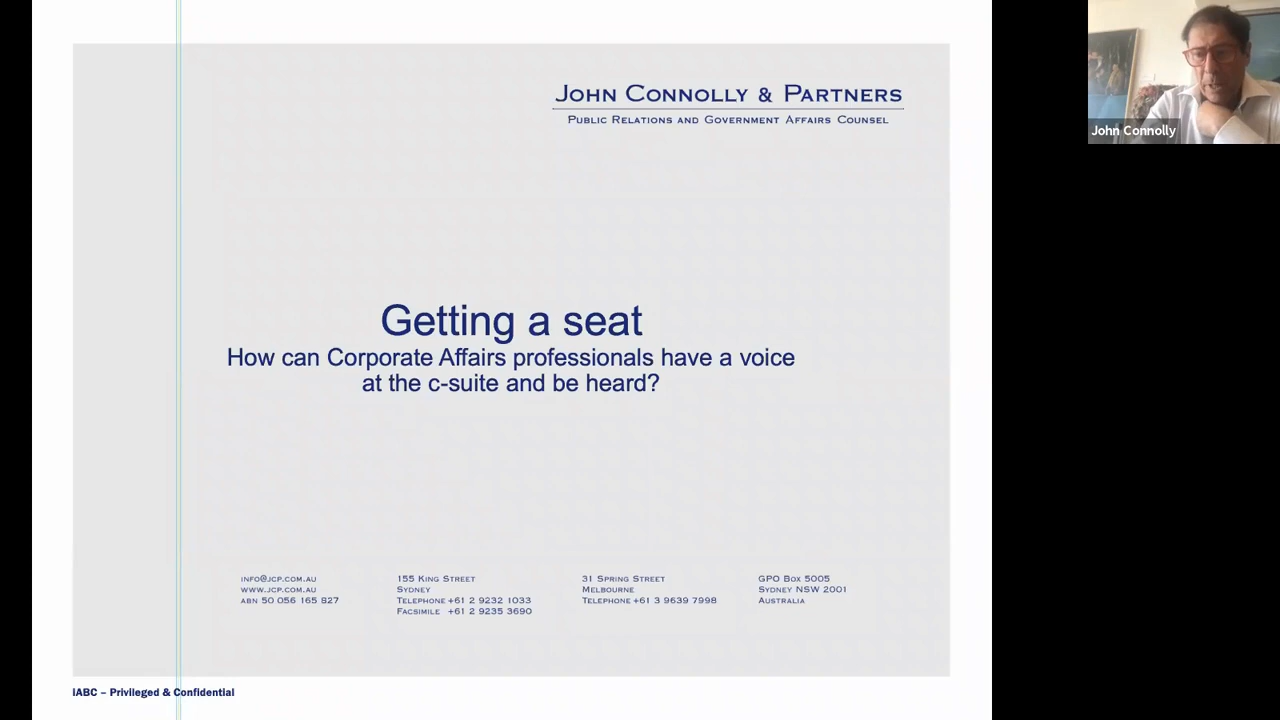 JOHN CONNOLLY & PARTNERS
PUBLIC RELATIONS AND GOVERNMENT AFFAIRS COUNSEL
John Connolly
Getting a seat
How can Corporate Affairs professionals have a voice
at the c-suite and be heard?
INFO@JCP.COM.AU
WWW.JCP.COM.AU
ABN 50 056 165 827
155 KING STREET
SYDNEY
TELEPHONE +61 2 9232 1033
FACSIMILE +61 2 9235 3690
31 SPRING STREET
MELBOURNE
TELEPHONE +61 3 9639 7998
GPO BOX 5005
SYDNEY NSW 2001
AUSTRALIA
IABC – Privileged & Confidential